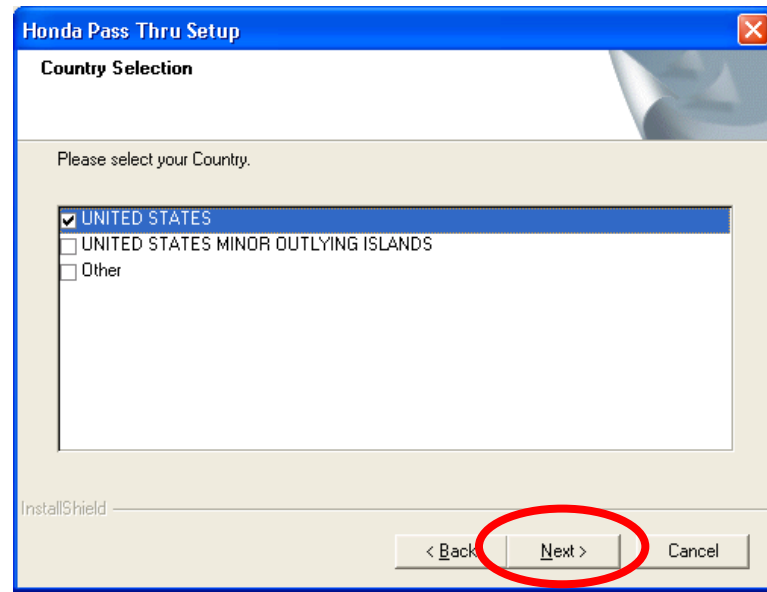 Honda Pass Thru Setup
Country Selection
Please select your Country.
UNITED STATES
UNITED STATES MINOR OUTLYING ISLANDS
Other
InstallShield
< Back Next > Cancel